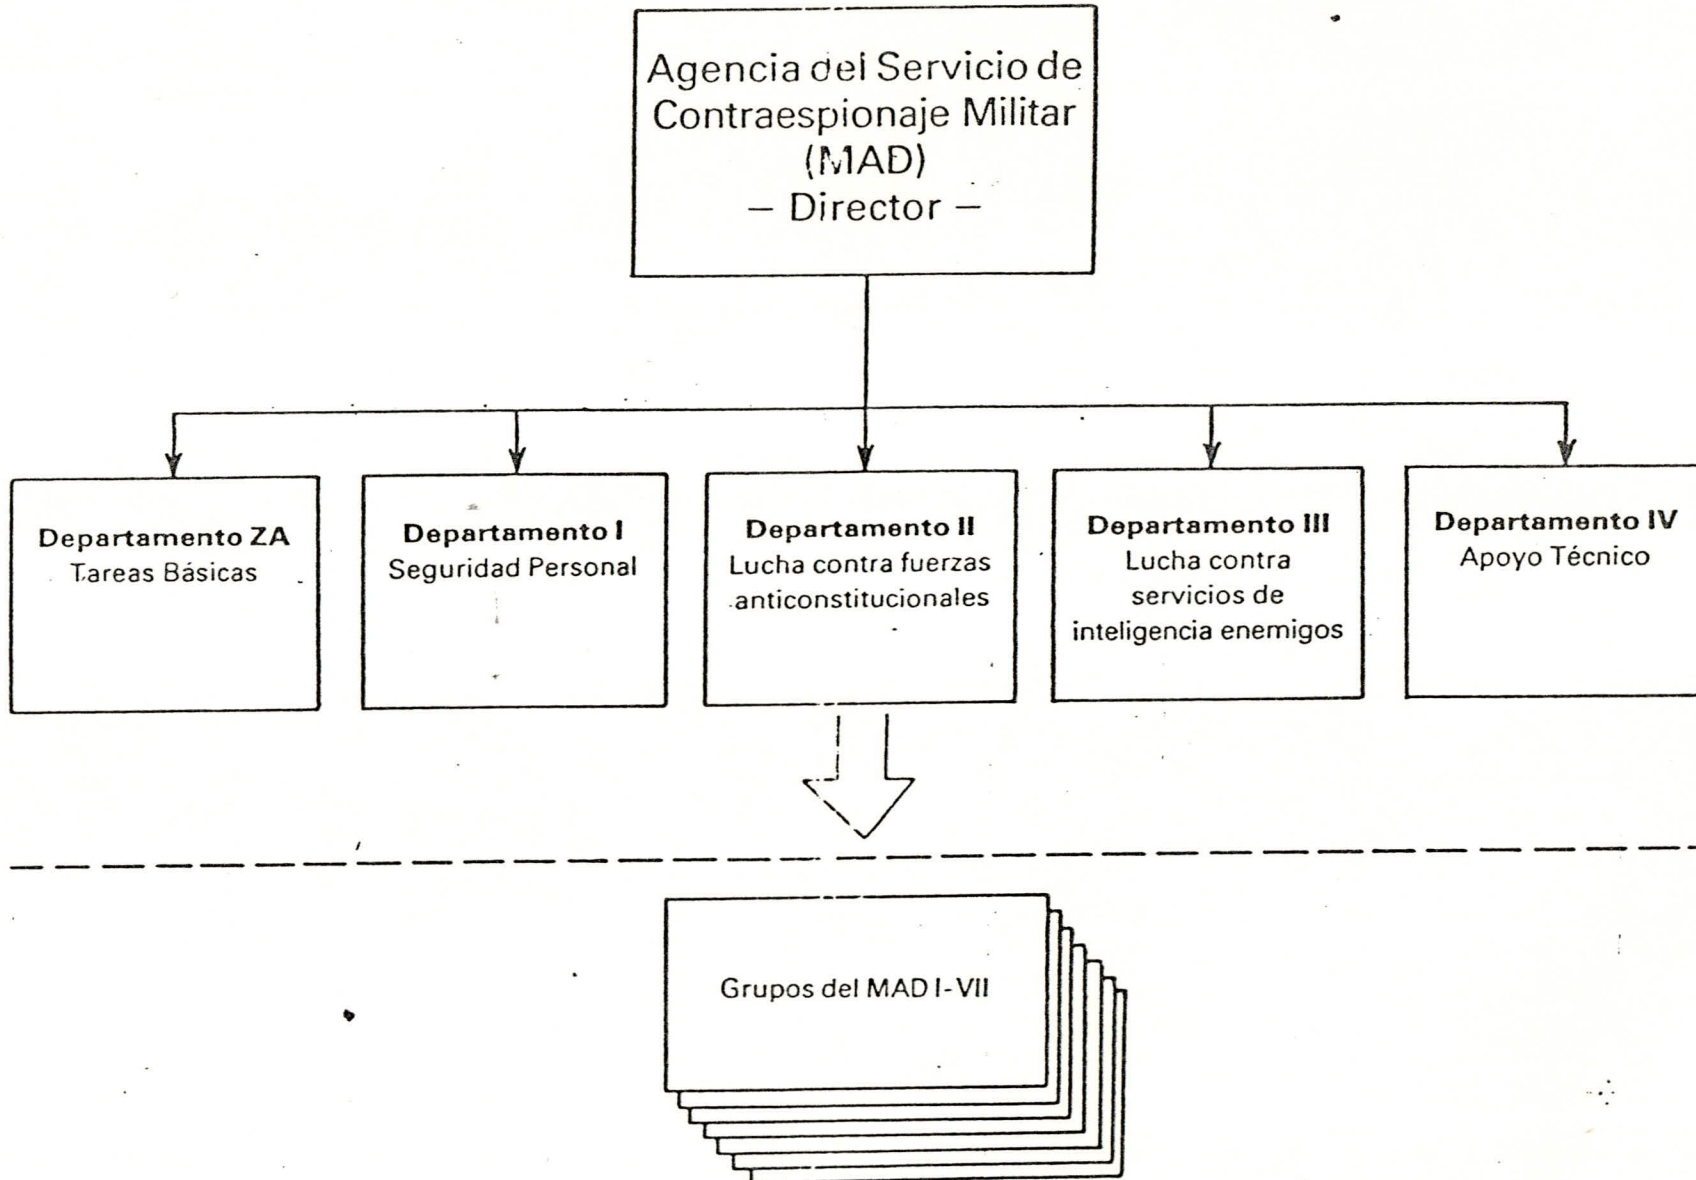 Agencia del Servicio de
Contraespionaje Militar
(MAD)
– Director –
Departamento ZA
Tareas Básicas
Departamento I
Seguridad Personal
Departamento II
Lucha contra fuerzas
anticonstitucionales
Departamento III
Lucha contra
servicios de
inteligencia enemigos
Departamento IV
Apoyo Técnico
Grupos del MAD I-VII